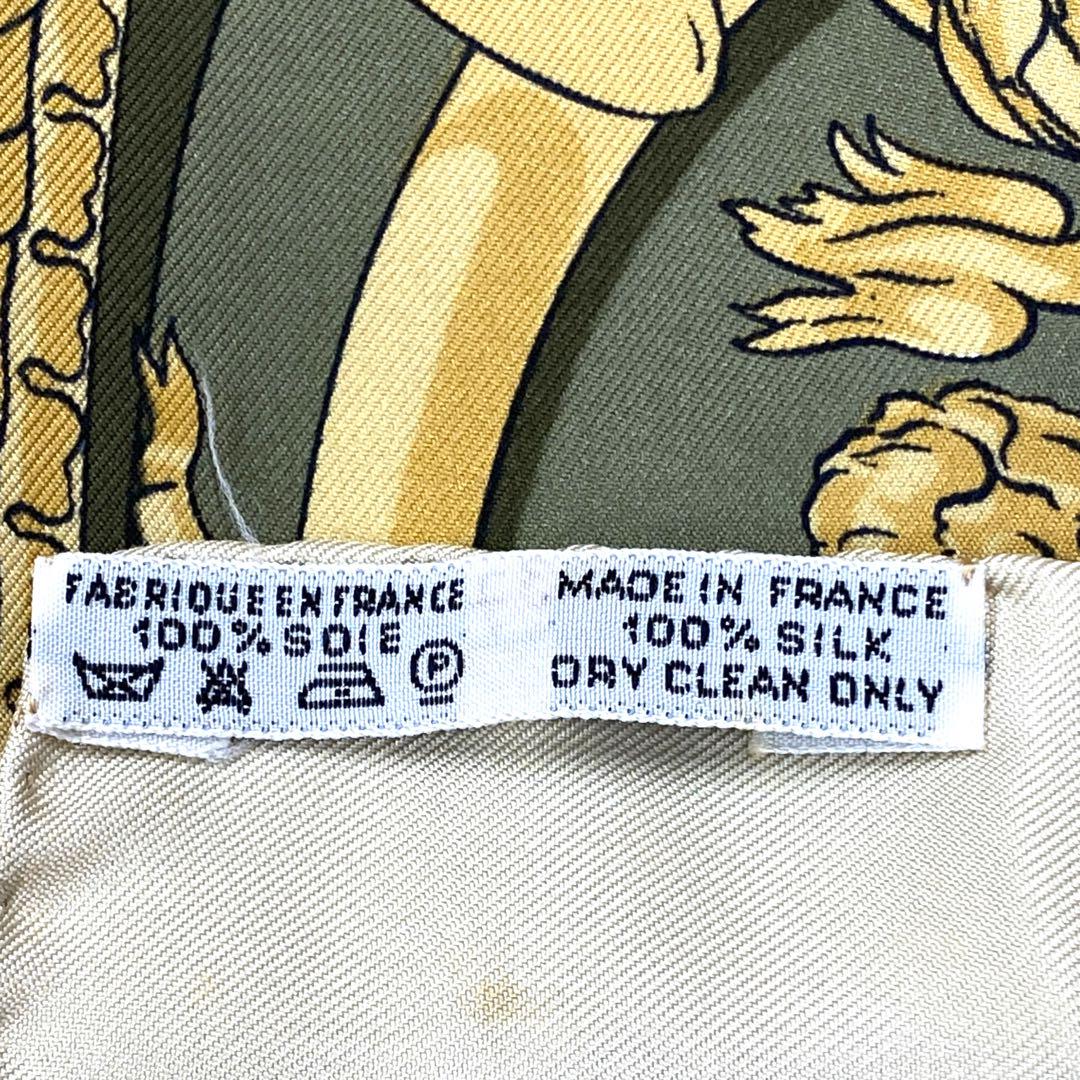 FABRIQUE EN FRANCE
100% SOIE
P
MADE IN FRANCE
100% SILK
DRY CLEAN ONLY